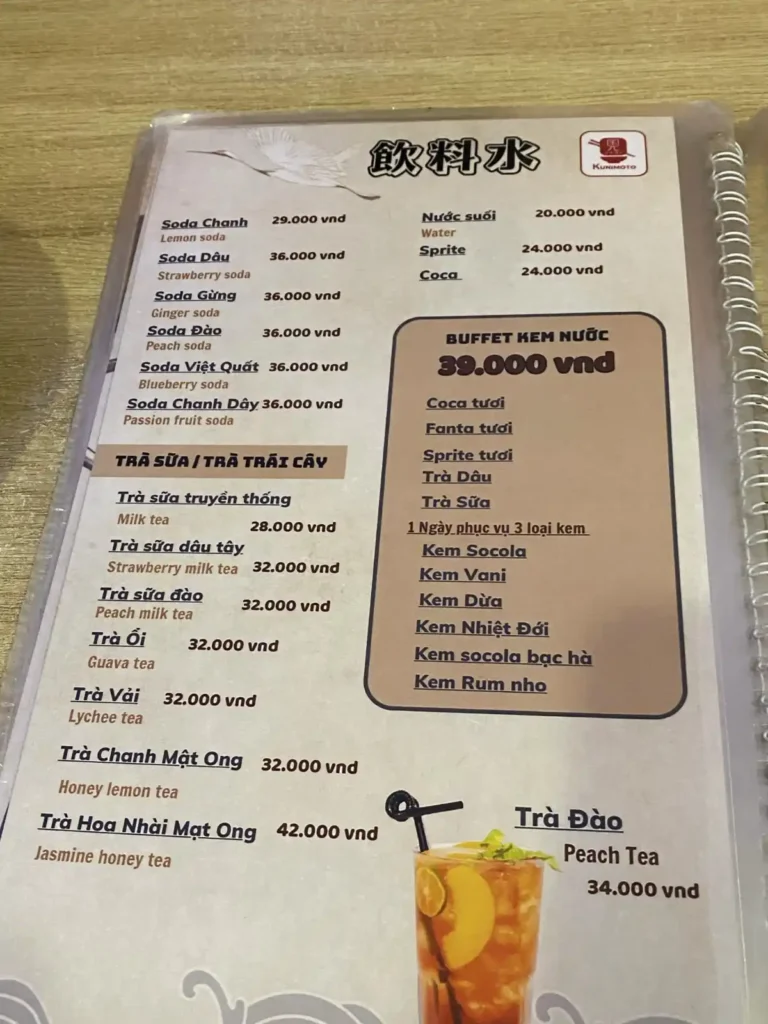 飲料水
KUNIMOTO
Soda Chanh 29.000 vnd
Lemon soda
Soda Dâu 36.000 vnd
Strawberry soda
Soda Gừng 36.000 vnd
Ginger soda
Soda Đào 36.000 vnd
Peach soda
Soda Việt Quất 36.000 vnd
Blueberry soda
Soda Chanh Dây 36.000 vnd
Passion fruit soda
Nước suối 20.000 vnd
Water
Sprite 24.000 vnd
Coca 24.000 vnd
TRÀ SỮA / TRÀ TRÁI CÂY
Trà sữa truyền thống
Milk tea 28.000 vnd
Trà sữa dâu tây
Strawberry milk tea 32.000 vnd
Trà sữa đào
Peach milk tea 32.000 vnd
Trà Ổi 32.000 vnd
Guava tea
Trà Vải 32.000 vnd
Lychee tea
Trà Chanh Mật Ong 32.000 vnd
Honey lemon tea
Trà Hoa Nhài Mạt Ong 42.000 vnd
Jasmine honey tea
BUFFET KEM NƯỚC
39.000 vnd
Coca tươi
Fanta tươi
Sprite tươi
Trà Dâu
Trà Sữa
1 Ngày phục vụ 3 loại kem
Kem Socola
Kem Vani
Kem Dừa
Kem Nhiệt Đới
Kem socola bạc hà
Kem Rum nho
Trà Đào
Peach Tea
34.000 vnd